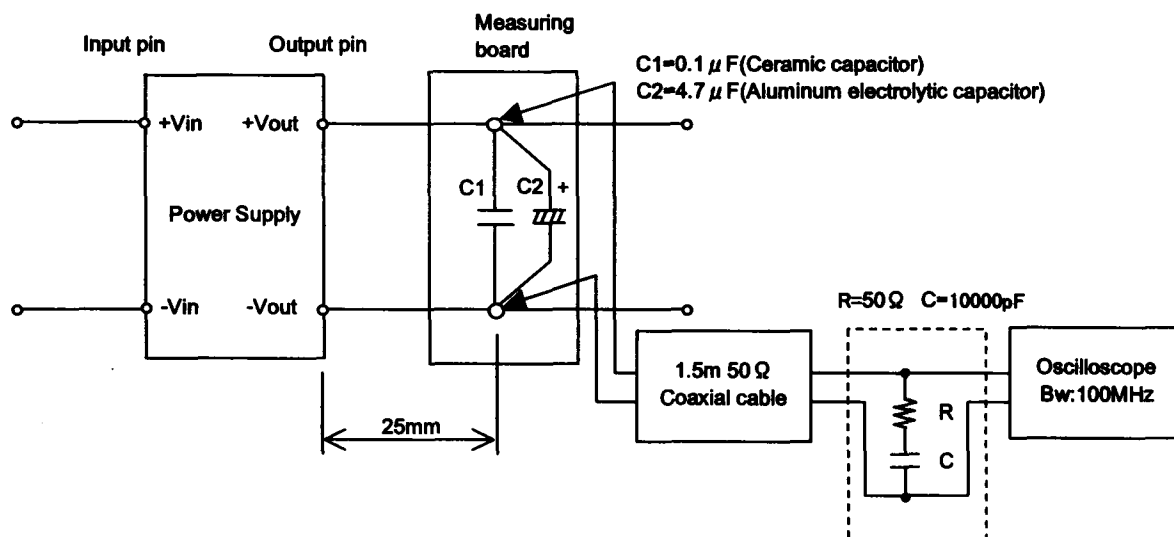 Input pin
Output pin
Measuring
board
C1=0.1μF(Ceramic capacitor)
C2=4.7μF(Aluminum electrolytic capacitor)
+Vin
+Vout
C1
C2
+
Power Supply
-Vin
-Vout
R=50Ω C=10000pF
1.5m 50Ω
Coaxial cable
R
C
Oscilloscope
Bw:100MHz
25mm